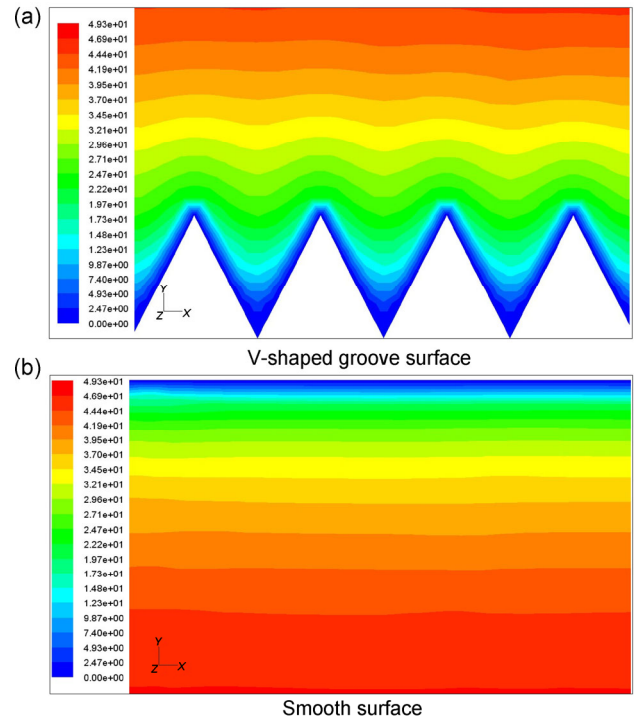 (a)
4.93e+01
4.69e+01
4.44e+01
4.19e+01
3.95e+01
3.70e+01
3.45e+01
3.21e+01
2.96e+01
2.71e+01
2.47e+01
2.22e+01
1.97e+01
1.73e+01
1.48e+01
1.23e+01
9.87e+00
7.40e+00
4.93e+00
2.47e+00
0.00e+00
Y
Z X
V-shaped groove surface
(b)
4.93e+01
4.69e+01
4.44e+01
4.19e+01
3.95e+01
3.70e+01
3.45e+01
3.21e+01
2.96e+01
2.71e+01
2.47e+01
2.22e+01
1.97e+01
1.73e+01
1.48e+01
1.23e+01
9.87e+00
7.40e+00
4.93e+00
2.47e+00
0.00e+00
Y
Z X
Smooth surface